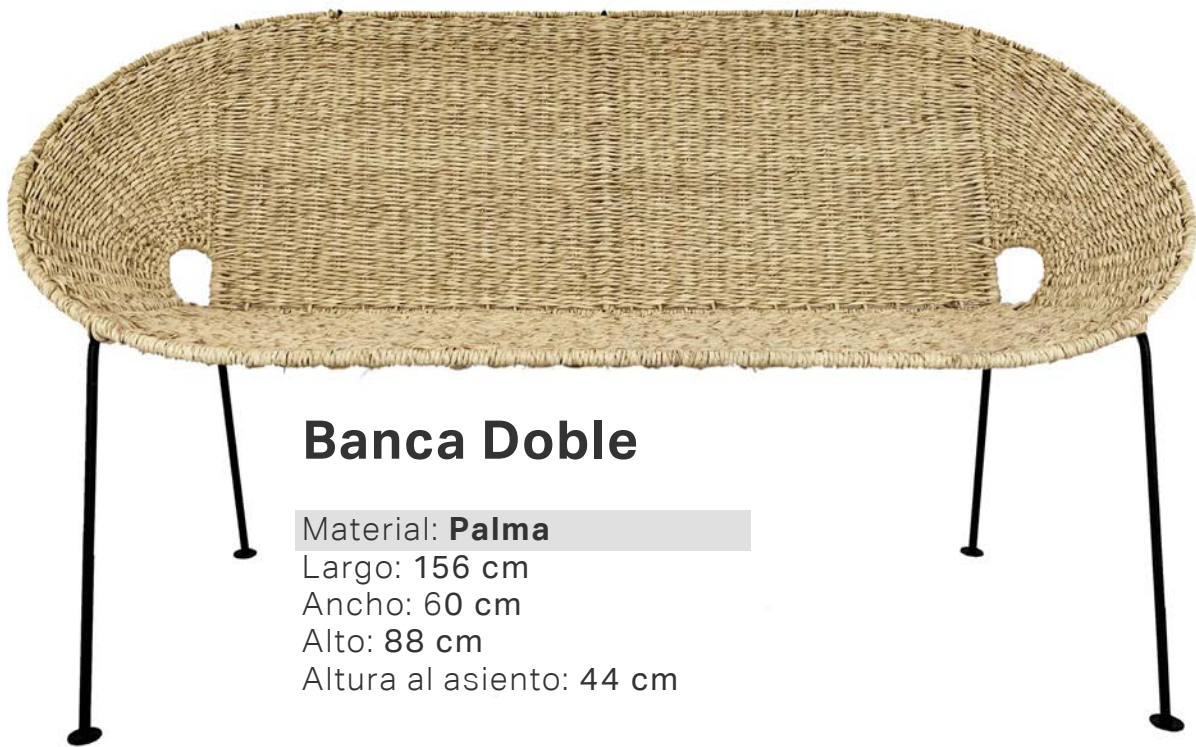 Banca Doble
Material: Palma
Largo: 156 cm
Ancho: 60 cm
Alto: 88 cm
Altura al asiento: 44 cm